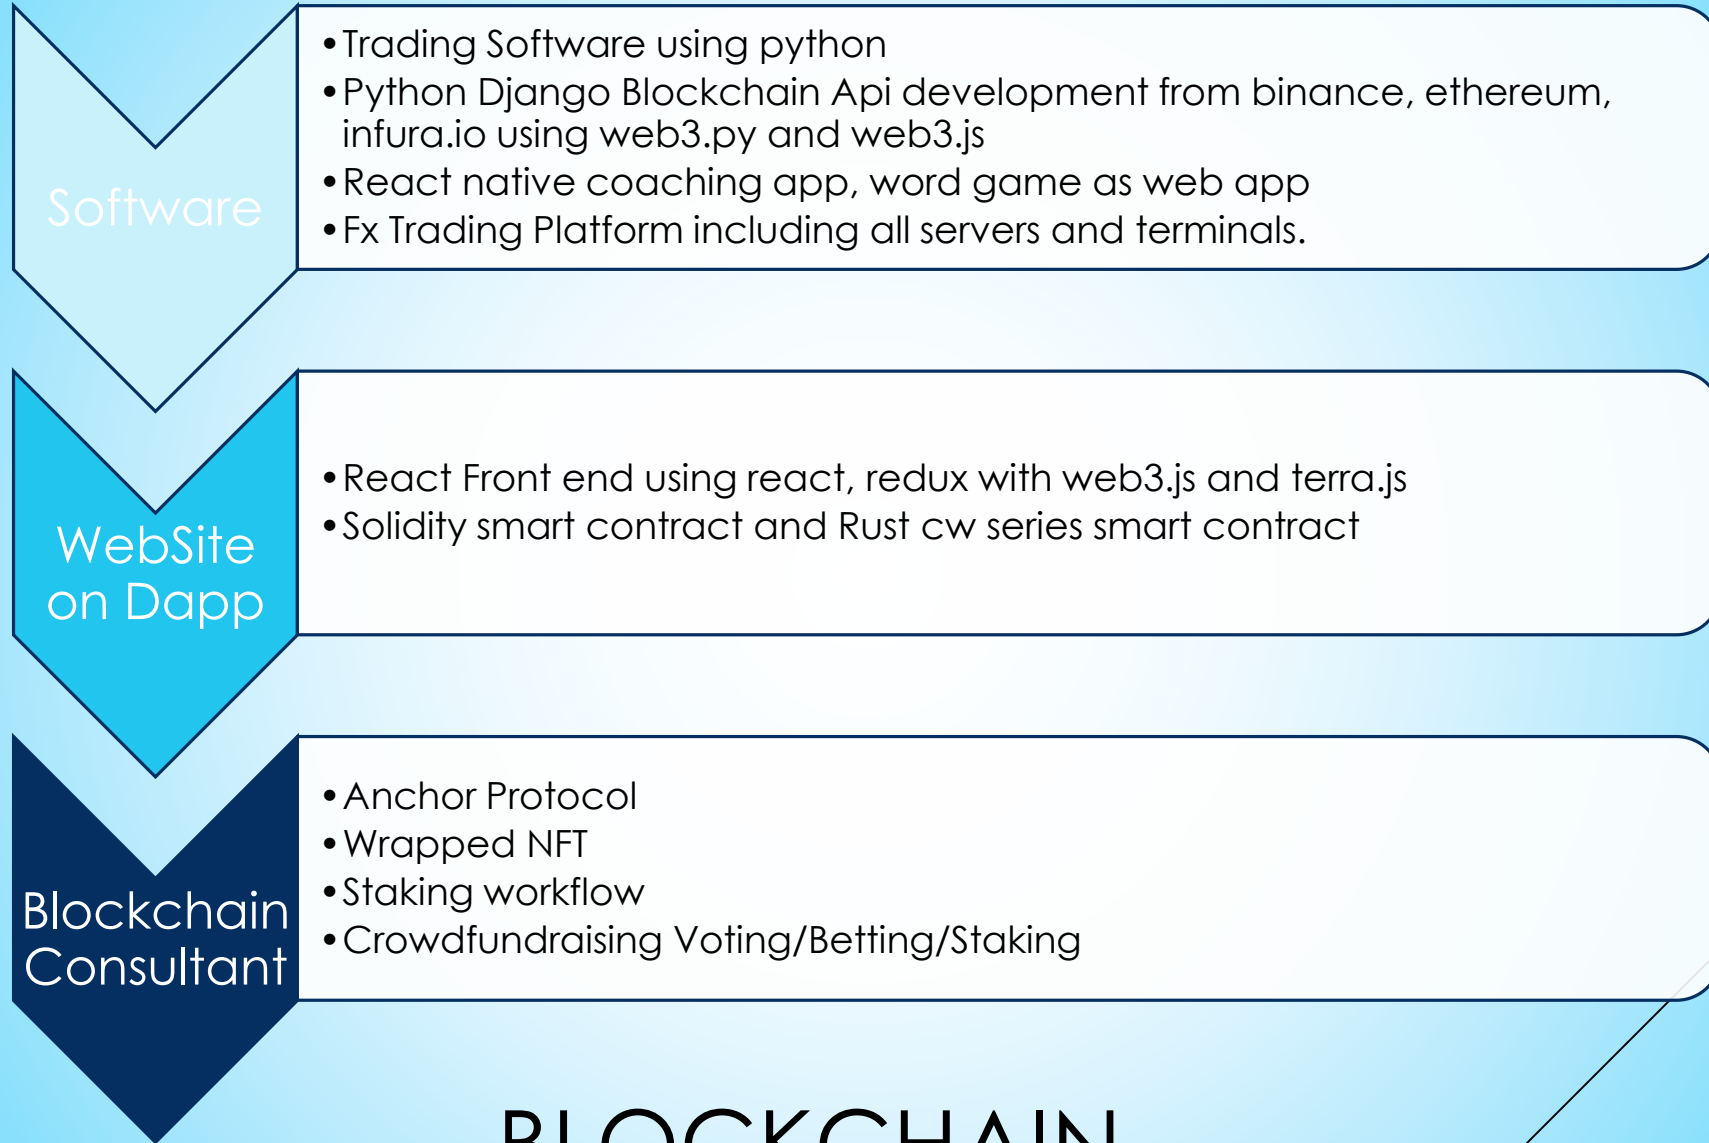 Software
•Trading Software using python
•Python Django Blockchain Api development from binance, ethereum,
infura.io using web3.py and web3.js
•React native coaching app, word game as web app
•Fx Trading Platform including all servers and terminals.
WebSite
on Dapp
•React Front end using react, redux with web3.js and terra.js
•Solidity smart contract and Rust cw series smart contract
Blockchain
Consultant
•Anchor Protocol
•Wrapped NFT
•Staking workflow
•Crowdfundraising Voting/Betting/Staking
BLOCKCHAIN